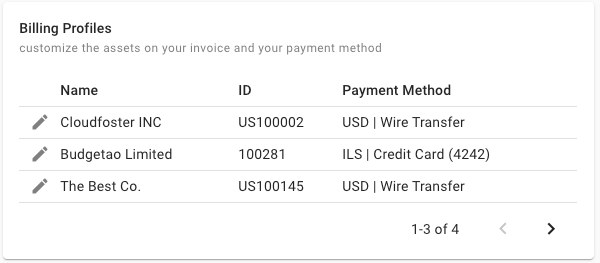 Billing Profiles
customize the assets on your invoice and your payment method
Name ID Payment Method
Cloudfoster INC US100002 USD | Wire Transfer
Budgetao Limited 100281 ILS | Credit Card (4242)
The Best Co. US100145 USD | Wire Transfer
1-3 of 4